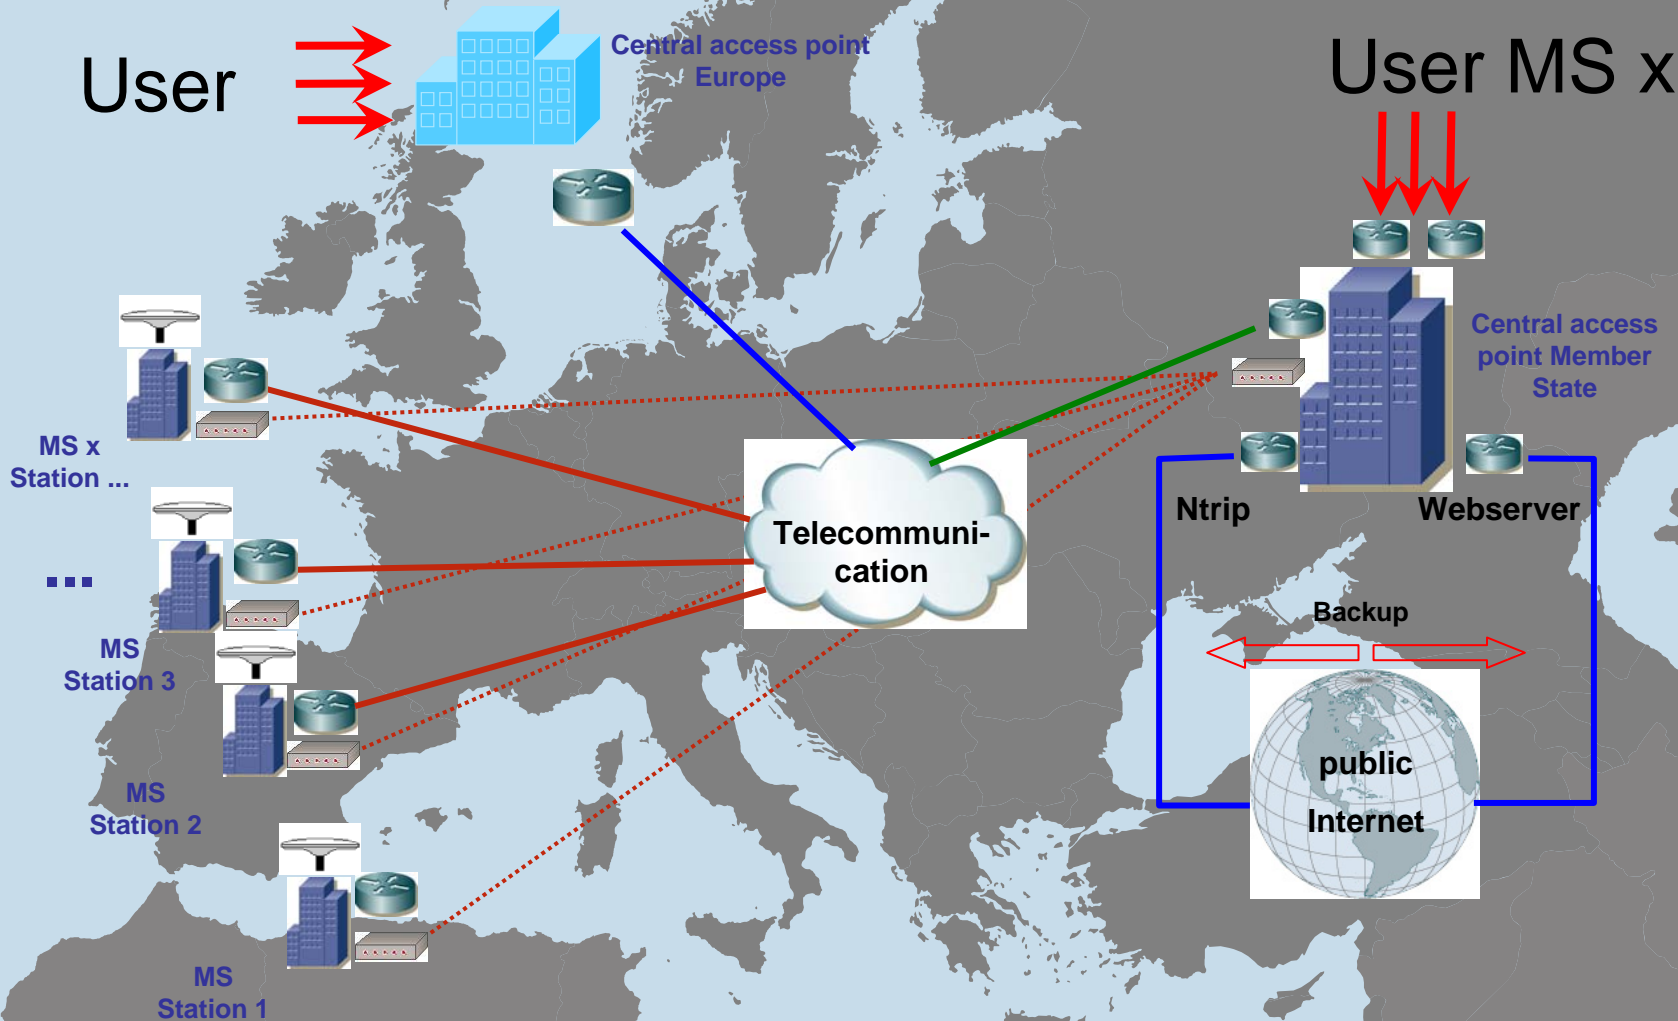 User
Central access point
Europe
User MS x
Central access
point Member
State
MS x
Station ...
Telecommuni-
cation
Ntrip
Webserver
...
Backup
MS
Station 3
public
Internet
MS
Station 2
MS
Station 1